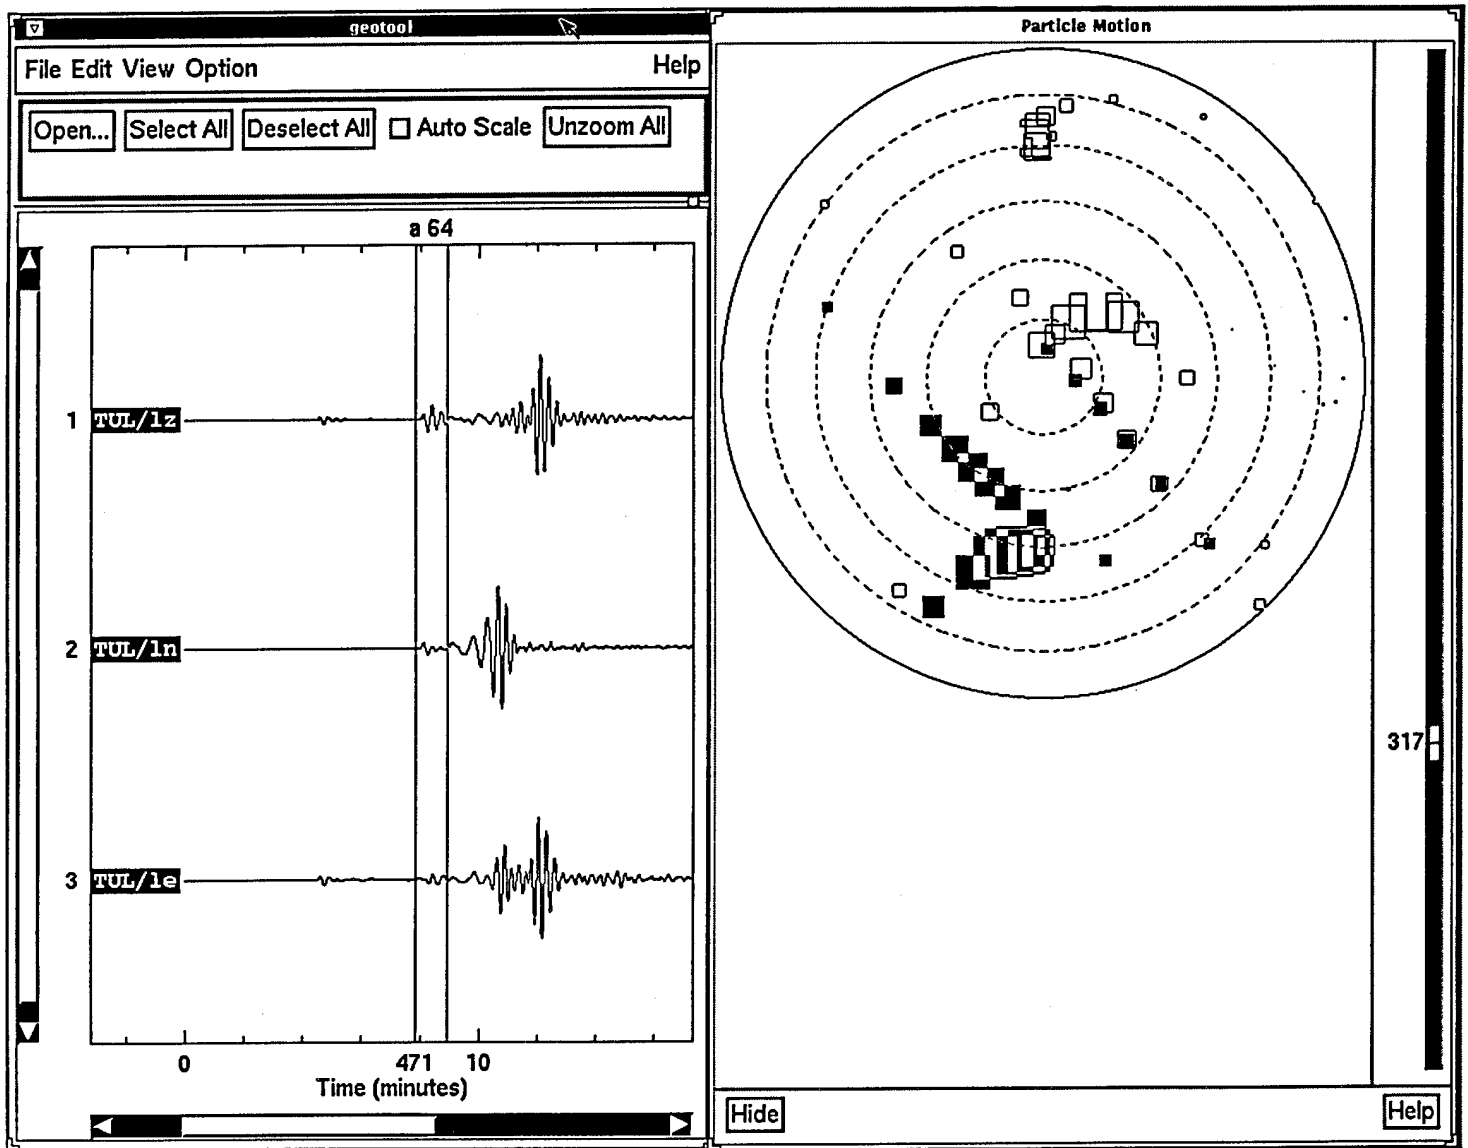 geotool
File Edit View Option Help
Open... Select All Deselect All Auto Scale Unzoom All
a 64
1 TUL/lz
2 TUL/ln
3 TUL/le
0 471 10
Time (minutes)
Particle Motion
317
Hide Help